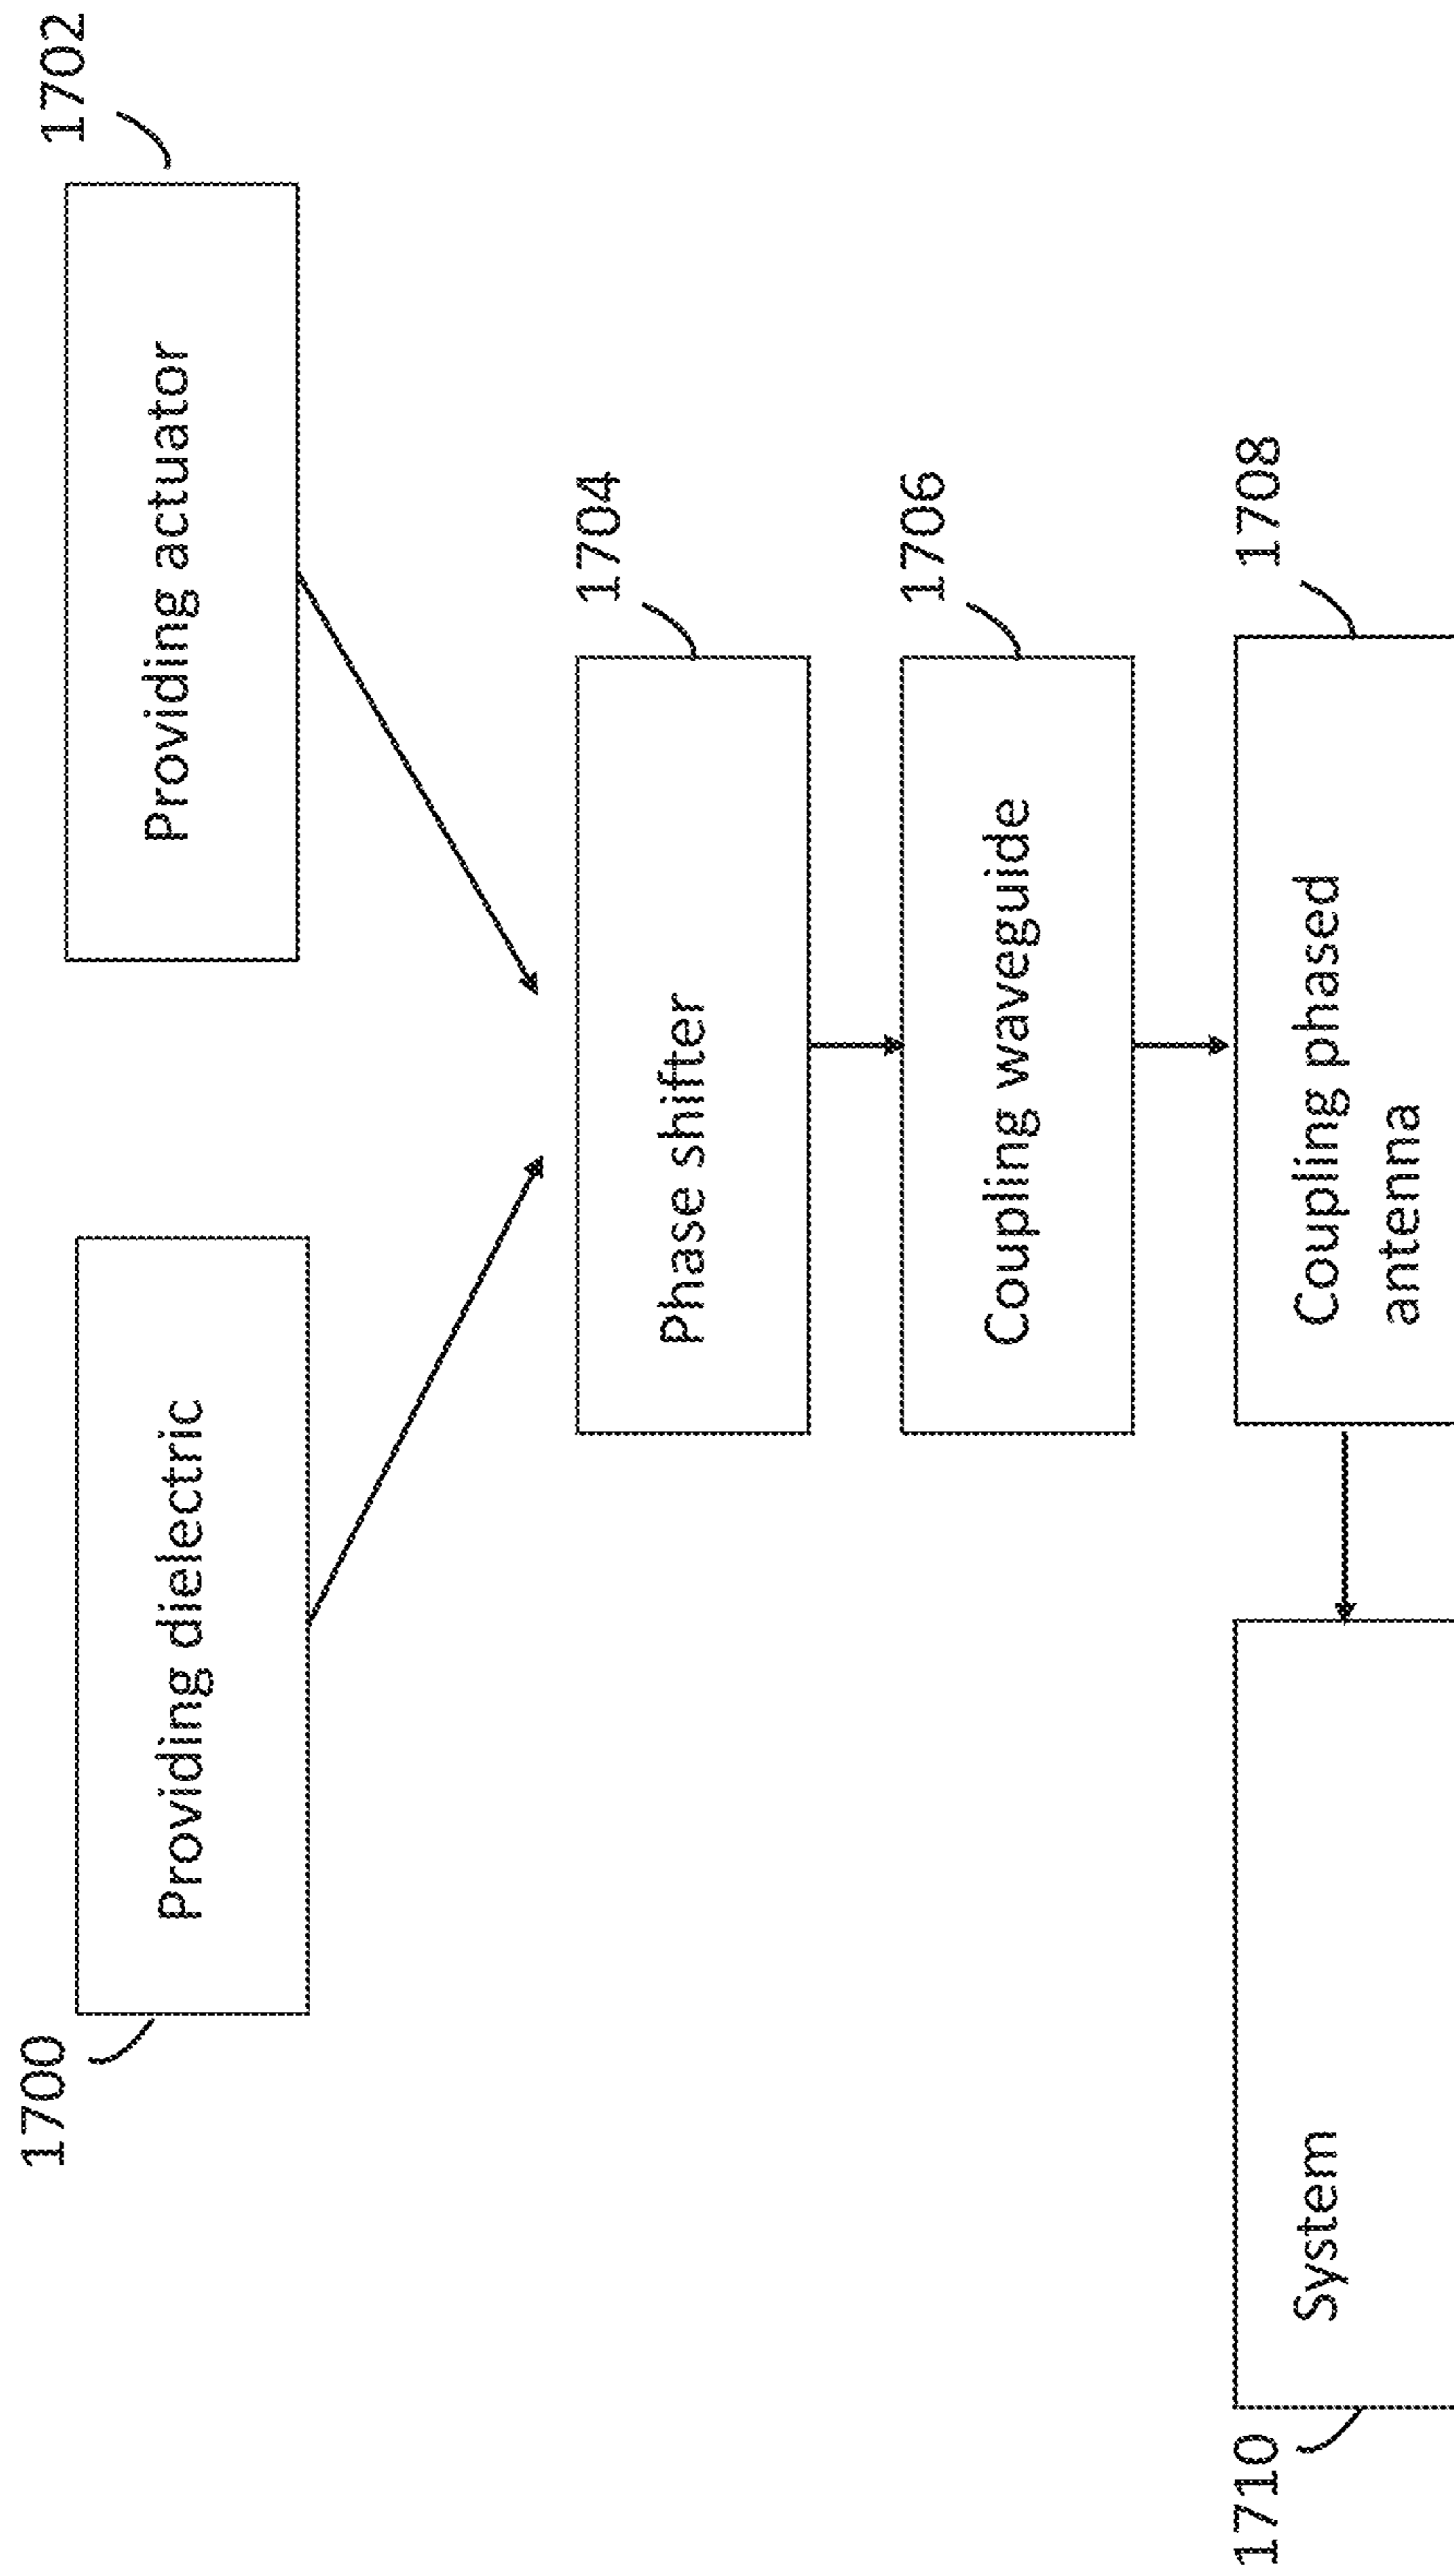 1700
Providing dielectric
Providing actuator
1702
Phase shifter
1704
Coupling waveguide
1706
1710
System
Coupling phased
antenna
1708